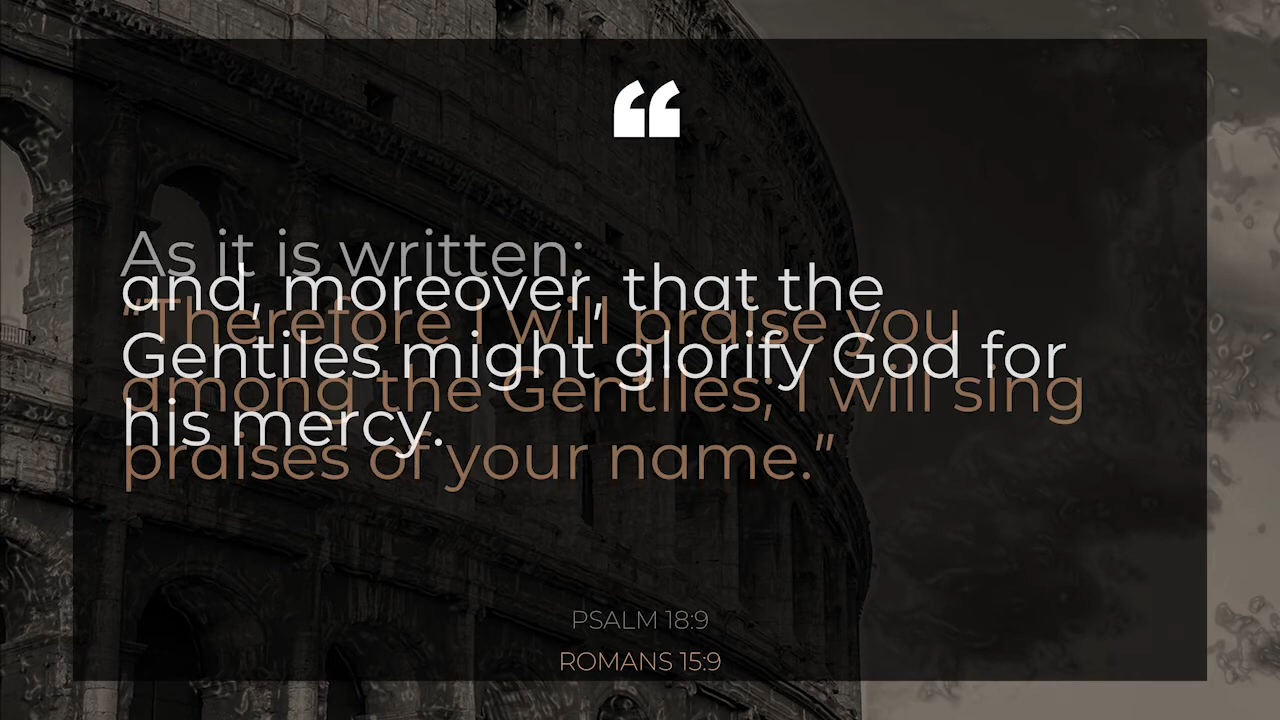 “
and, moreover, that the
Gentiles might glorify God for
his mercy.
As it is written:
“Therefore I will praise you
among the Gentiles; I will sing
praises of your name.”
PSALM 18:9
ROMANS 15:9